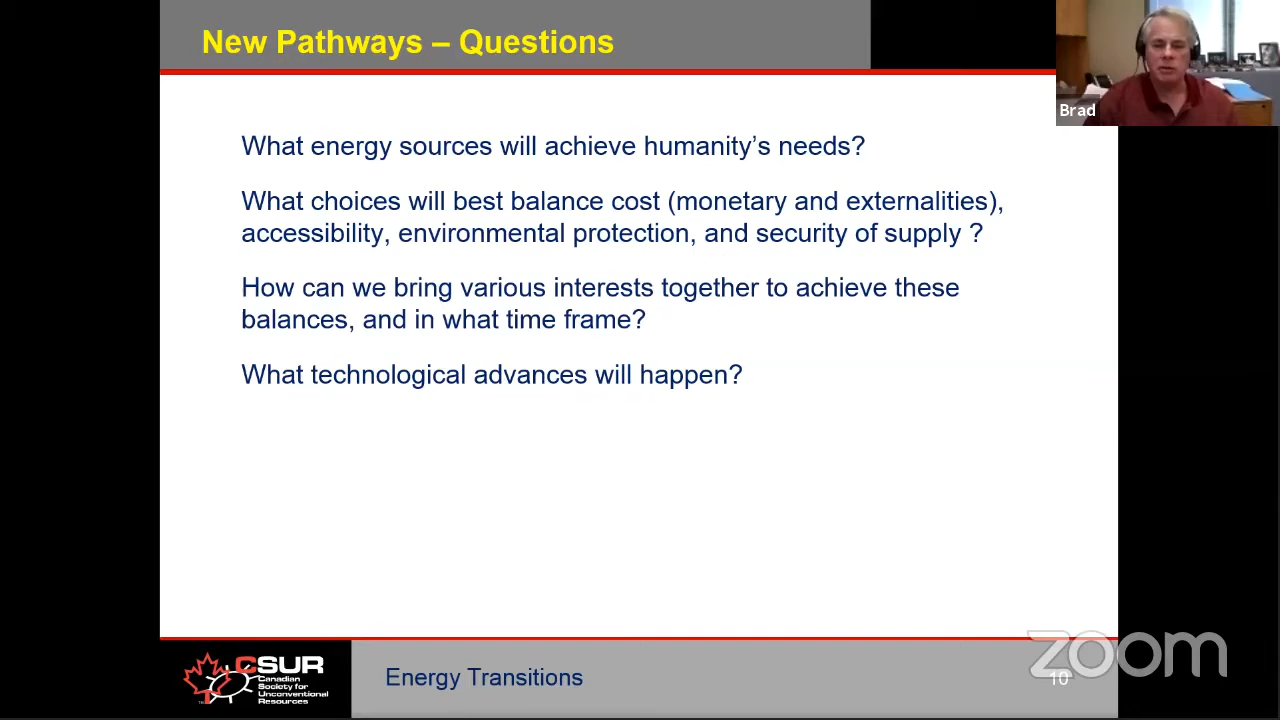 New Pathways – Questions
Brad
What energy sources will achieve humanity's needs?
What choices will best balance cost (monetary and externalities),
accessibility, environmental protection, and security of supply ?
How can we bring various interests together to achieve these
balances, and in what time frame?
What technological advances will happen?
CSUR
Canadian
Society for
Unconventional
Resources
TM
Energy Transitions
10
zoom